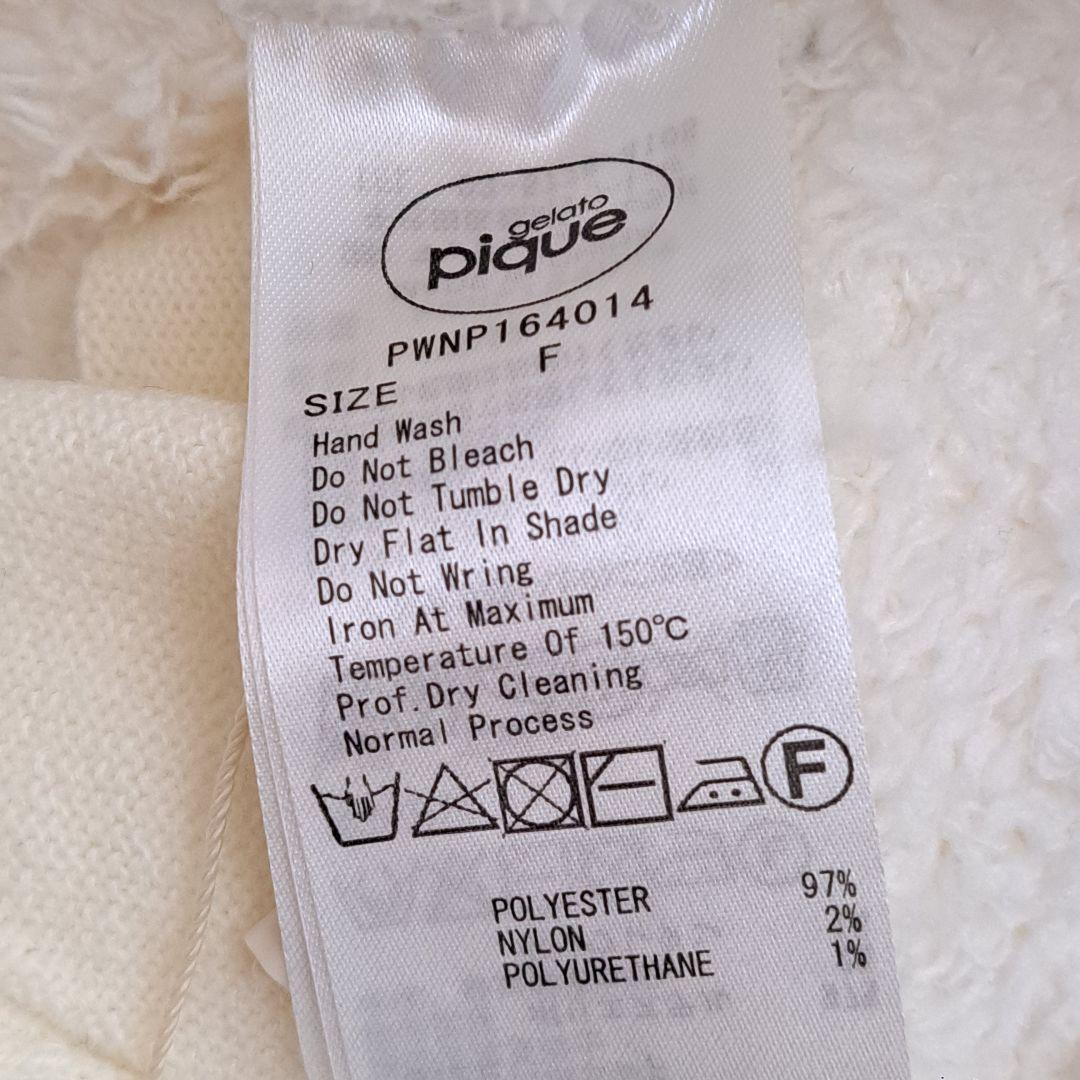 gelato
pique
PWNP164014
SIZE F
Hand Wash
Do Not Bleach
Do Not Tumble Dry
Dry Flat In Shade
Do Not Wring
Iron At Maximum
Temperature Of 150℃
Prof.Dry Cleaning
Normal Process
F
POLYESTER 97%
NYLON 2%
POLYURETHANE 1%